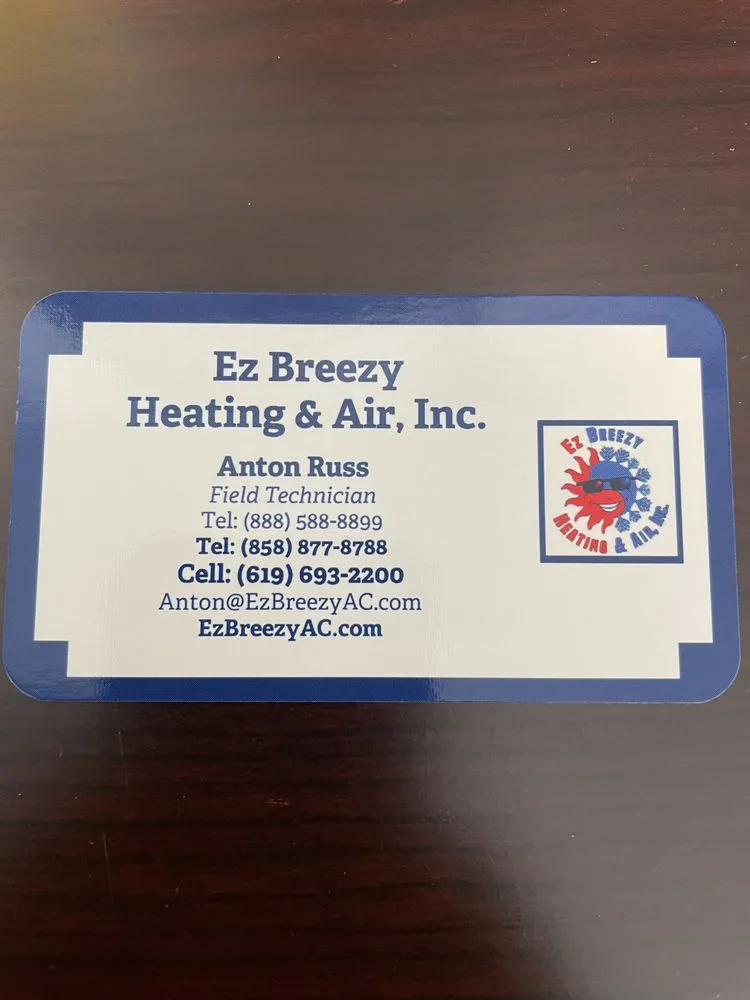 Ez Breezy
Heating & Air, Inc.
Anton Russ
Field Technician
Tel: (888) 588-8899
Tel: (858) 877-8788
Cell: (619) 693-2200
Anton@EzBreezyAC.com
EzBreezyAC.com
Ez BREEZY
HEATING & AIR, INC.